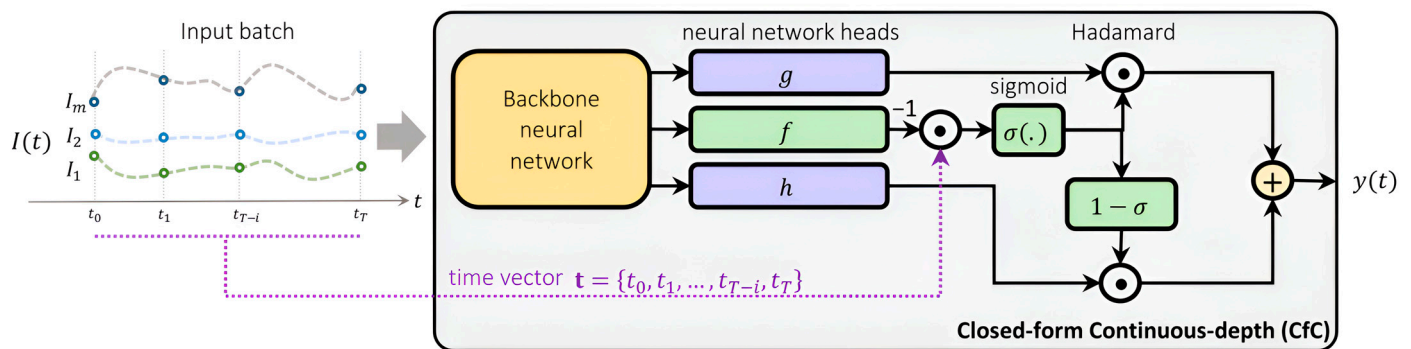 Input batch
I_m
I_2
I_1
I(t)
t_0 t_1 t_{T−i} t_T t
Backbone
neural
network
neural network heads
g
f
h
−1
sigmoid
σ(.)
Hadamard
1 − σ
+
y(t)
time vector t = {t_0, t_1, … , t_{T−i}, t_T}
Closed-form Continuous-depth (CfC)